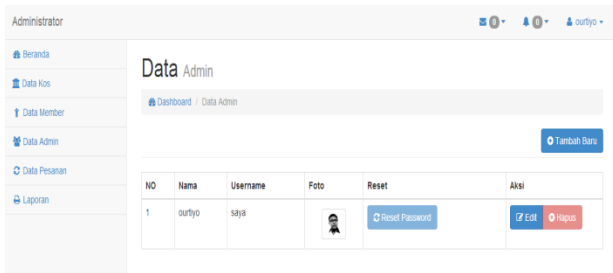 Administrator
0
0
ourtiyo
Beranda
Data Kos
Data Member
Data Admin
Data Pesanan
Laporan
Data Admin
Dashboard / Data Admin
Tambah Baru
NO Nama Username Foto Reset Aksi
1 ourtiyo saya Reset Password Edit Hapus